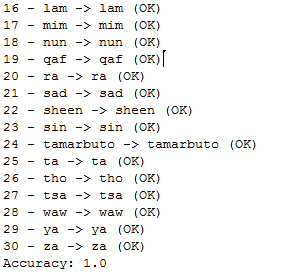 16 - lam -> lam (OK)
17 - mim -> mim (OK)
18 - nun -> nun (OK)
19 - qaf -> qaf (OK)
20 - ra -> ra (OK)
21 - sad -> sad (OK)
22 - sheen -> sheen (OK)
23 - sin -> sin (OK)
24 - tamarbuto -> tamarbuto (OK)
25 - ta -> ta (OK)
26 - tho -> tho (OK)
27 - tsa -> tsa (OK)
28 - waw -> waw (OK)
29 - ya -> ya (OK)
30 - za -> za (OK)
Accuracy: 1.0